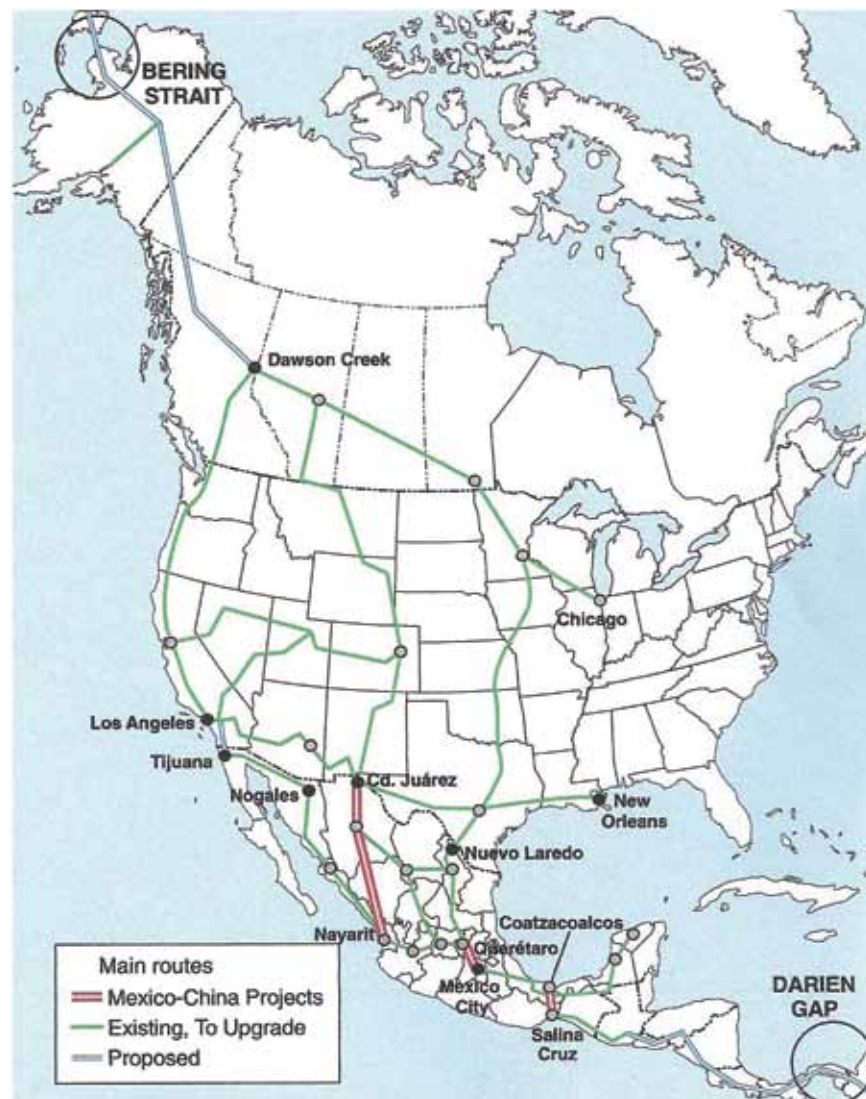 BERING
STRAIT
Dawson Creek
Chicago
Los Angeles
Tijuana
Nogales
Cd. Juárez
New
Orleans
Nuevo Laredo
Coatzacoalcos
Nayarit
Querétaro
Mexico
City
Salina
Cruz
DARIEN
GAP
Main routes
Mexico-China Projects
Existing, To Upgrade
Proposed